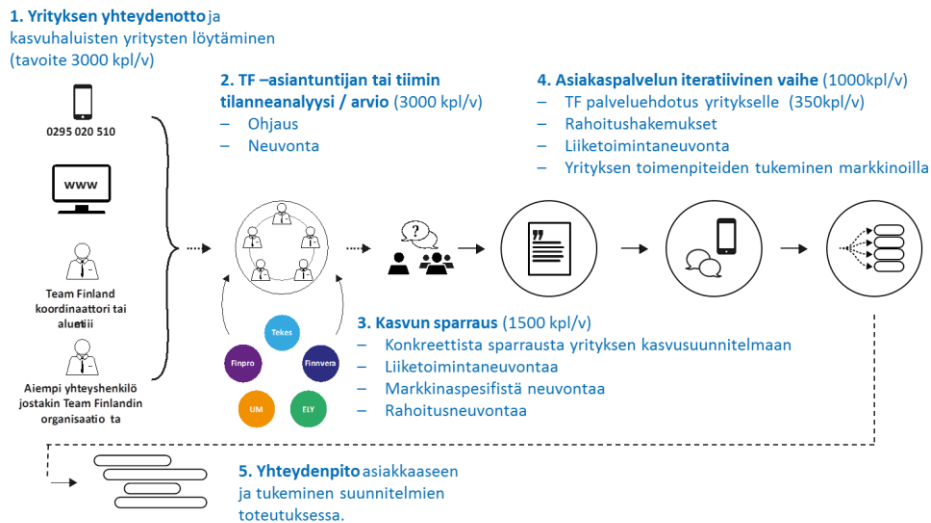 1. Yrityksen yhteydenotto ja
kasvuhaluisten yritysten löytäminen
(tavoite 3000 kpl/v)
0295 020 510
www
Team Finland
koordinaattori tai
Aiempi yhteyshenkilö
jostakin Team Finlandin
organisaatio ta
2. TF –asiantuntijan tai tiimin
tilanneanalyysi / arvio (3000 kpl/v)
– Ohjaus
– Neuvonta
?
Tekes
Finpro
Finnvera
UM
ELY
3. Kasvun sparraus (1500 kpl/v)
– Konkreettista sparrausta yrityksen kasvusuunnitelmaan
– Liiketoimintaneuvontaa
– Markkinaspesifistä neuvontaa
– Rahoitusneuvontaa
4. Asiakaspalvelun iteratiivinen vaihe (1000kpl/v)
– TF palveluehdotus yritykselle (350kpl/v)
– Rahoitushakemukset
– Liiketoimintaneuvonta
– Yrityksen toimenpiteiden tukeminen markkinoilla
5. Yhteydenpito asiakkaaseen
ja tukeminen suunnitelmien
toteutuksessa.